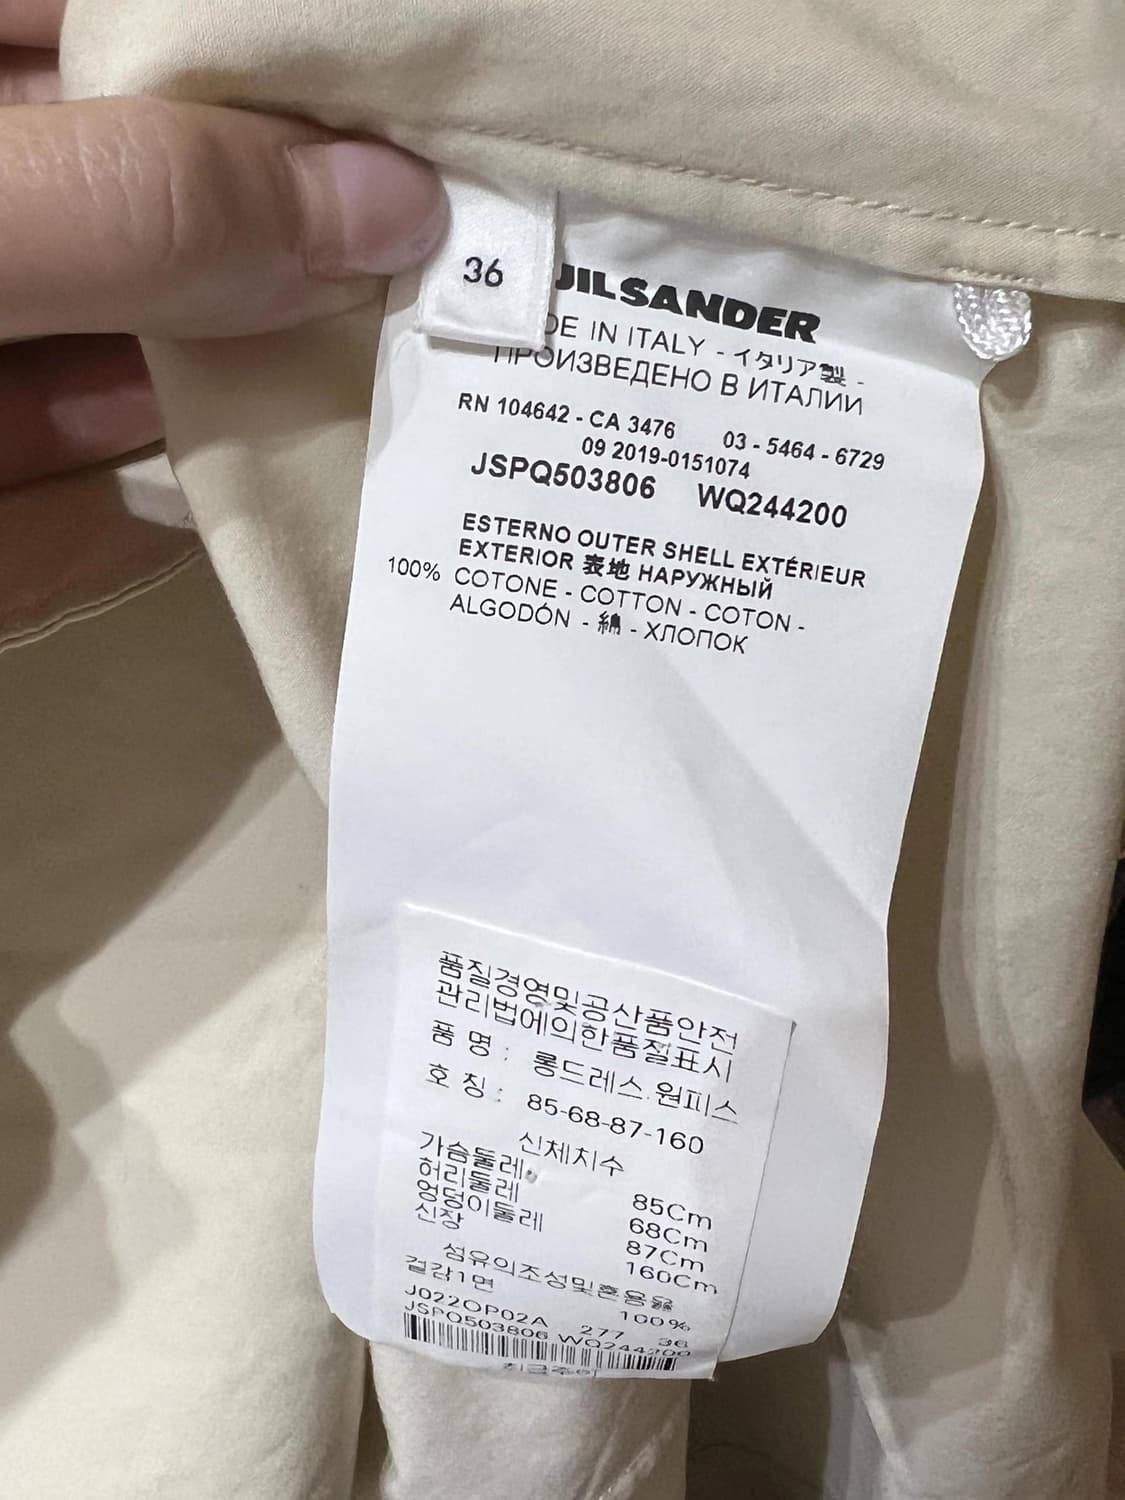 36
JIL SANDER
DE IN ITALY - イタリア製 -
ПРОИЗВЕДЕНО В ИТАЛИИ
RN 104642 - CA 3476 03 - 5464 - 6729
09 2019-0151074
JSPQ503806 WQ244200
ESTERNO OUTER SHELL EXTÉRIEUR
EXTERIOR 表地 НАРУЖНЫЙ
100% COTONE - COTTON - COTON -
ALGODÓN - 綿 - ХЛОПОК
품질경영및공산품안전
관리법에의한품질표시
품 명 : 롱드레스.원피스
호 칭 : 85-68-87-160
신체치수
가슴둘레 85Cm
허리둘레 68Cm
엉덩이둘레 87Cm
신장 160Cm
섬유의조성및혼용율
겉감1면 100%
J022OP02A 277 36
JSPQ503806 WQ244200